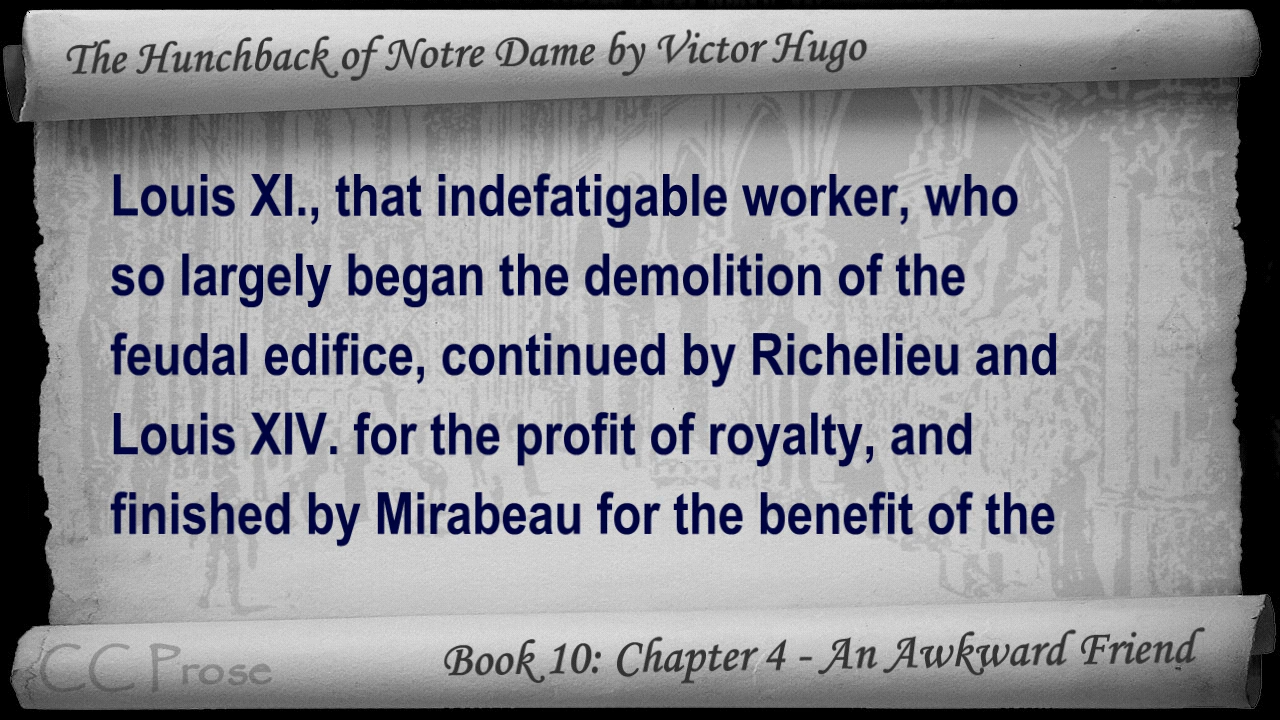 The Hunchback of Notre Dame by Victor Hugo
Louis XI., that indefatigable worker, who
so largely began the demolition of the
feudal edifice, continued by Richelieu and
Louis XIV. for the profit of royalty, and
finished by Mirabeau for the benefit of the
CC Prose
Book 10: Chapter 4 - An Awkward Friend